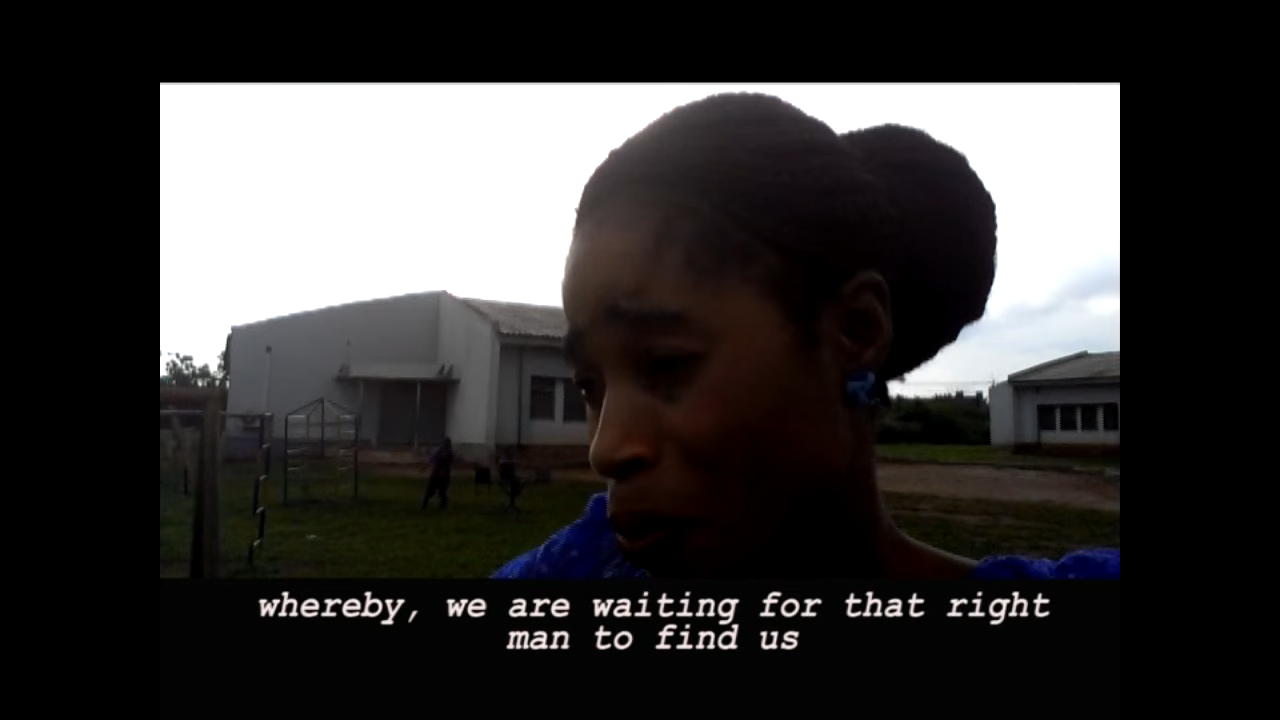 whereby, we are waiting for that right
man to find us